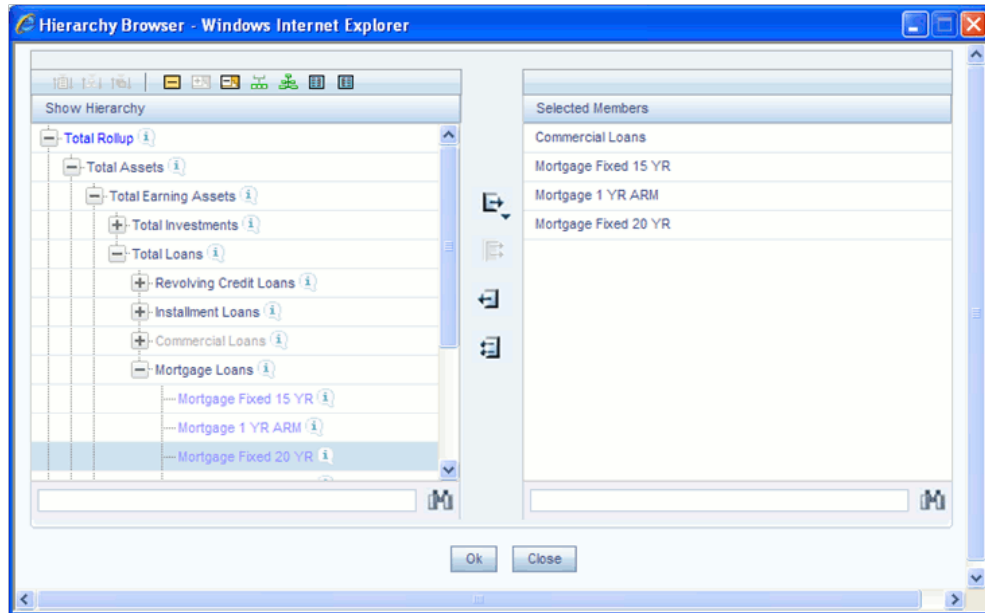 Hierarchy Browser - Windows Internet Explorer
Show Hierarchy
Total Rollup
Total Assets
Total Earning Assets
Total Investments
Total Loans
Revolving Credit Loans
Installment Loans
Commercial Loans
Mortgage Loans
Mortgage Fixed 15 YR
Mortgage 1 YR ARM
Mortgage Fixed 20 YR
Selected Members
Commercial Loans
Mortgage Fixed 15 YR
Mortgage 1 YR ARM
Mortgage Fixed 20 YR
Ok
Close